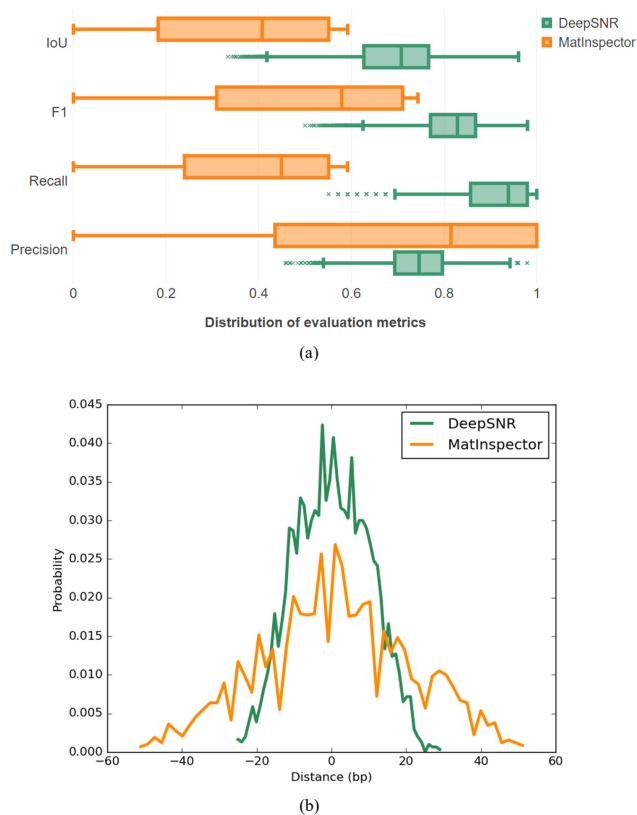 DeepSNR
MatInspector
IoU
F1
Recall
Precision
0 0.2 0.4 0.6 0.8 1
Distribution of evaluation metrics
(a)
0.045
0.040
0.035
0.030
0.025
0.020
0.015
0.010
0.005
0.000
Probability
DeepSNR
MatInspector
−60 −40 −20 0 20 40 60
Distance (bp)
(b)